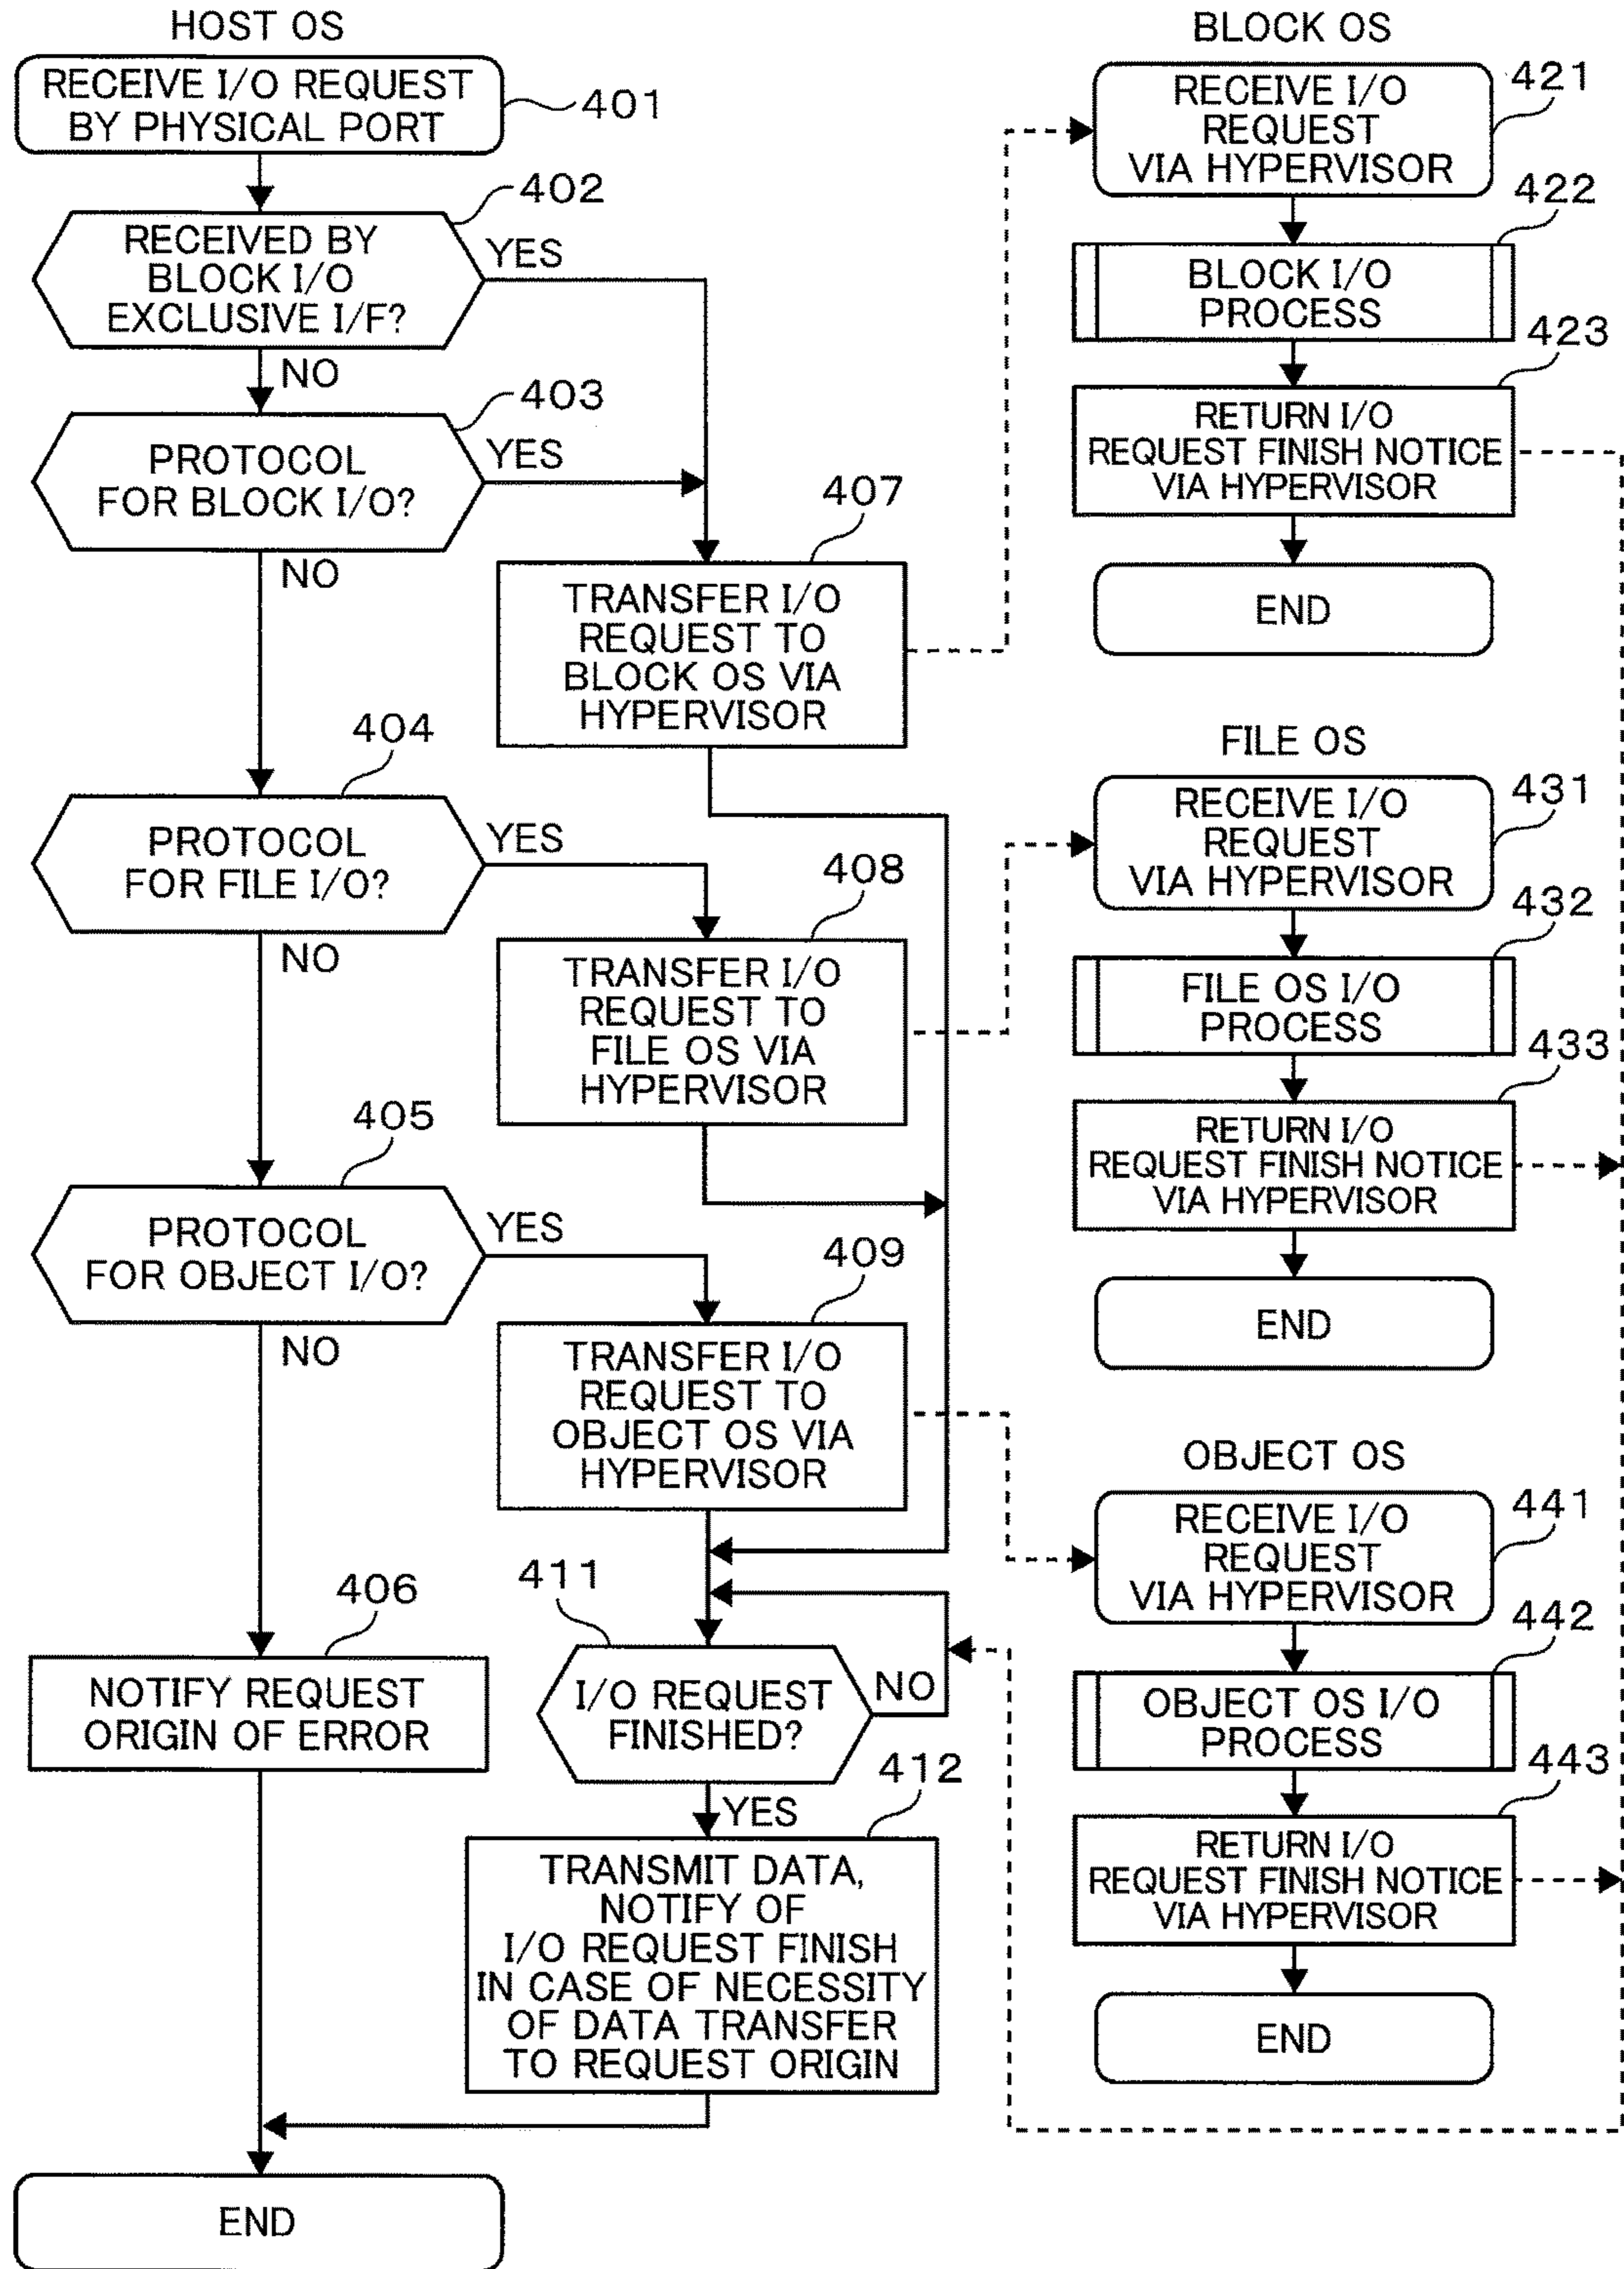 HOST OS
RECEIVE I/O REQUEST
BY PHYSICAL PORT
401
402
RECEIVED BY
BLOCK I/O
EXCLUSIVE I/F?
YES
NO
403
PROTOCOL
FOR BLOCK I/O?
YES
NO
407
TRANSFER I/O
REQUEST TO
BLOCK OS VIA
HYPERVISOR
404
PROTOCOL
FOR FILE I/O?
YES
NO
408
TRANSFER I/O
REQUEST TO
FILE OS VIA
HYPERVISOR
405
PROTOCOL
FOR OBJECT I/O?
YES
NO
409
TRANSFER I/O
REQUEST TO
OBJECT OS VIA
HYPERVISOR
406
NOTIFY REQUEST
ORIGIN OF ERROR
411
I/O REQUEST
FINISHED?
NO
YES
412
TRANSMIT DATA,
NOTIFY OF
I/O REQUEST FINISH
IN CASE OF NECESSITY
OF DATA TRANSFER
TO REQUEST ORIGIN
END
BLOCK OS
421
RECEIVE I/O
REQUEST
VIA HYPERVISOR
422
BLOCK I/O
PROCESS
423
RETURN I/O
REQUEST FINISH NOTICE
VIA HYPERVISOR
END
FILE OS
431
RECEIVE I/O
REQUEST
VIA HYPERVISOR
432
FILE OS I/O
PROCESS
433
RETURN I/O
REQUEST FINISH NOTICE
VIA HYPERVISOR
END
OBJECT OS
441
RECEIVE I/O
REQUEST
VIA HYPERVISOR
442
OBJECT OS I/O
PROCESS
443
RETURN I/O
REQUEST FINISH NOTICE
VIA HYPERVISOR
END